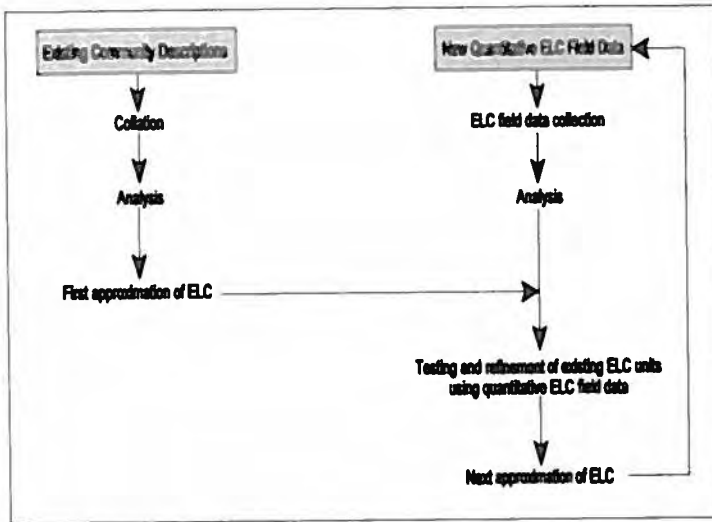 Existing Community Descriptions
New Quantitative ELC Field Data
Collation
ELC field data collection
Analysis
Analysis
First approximation of ELC
Testing and refinement of existing ELC units
using quantitative ELC field data
Next approximation of ELC